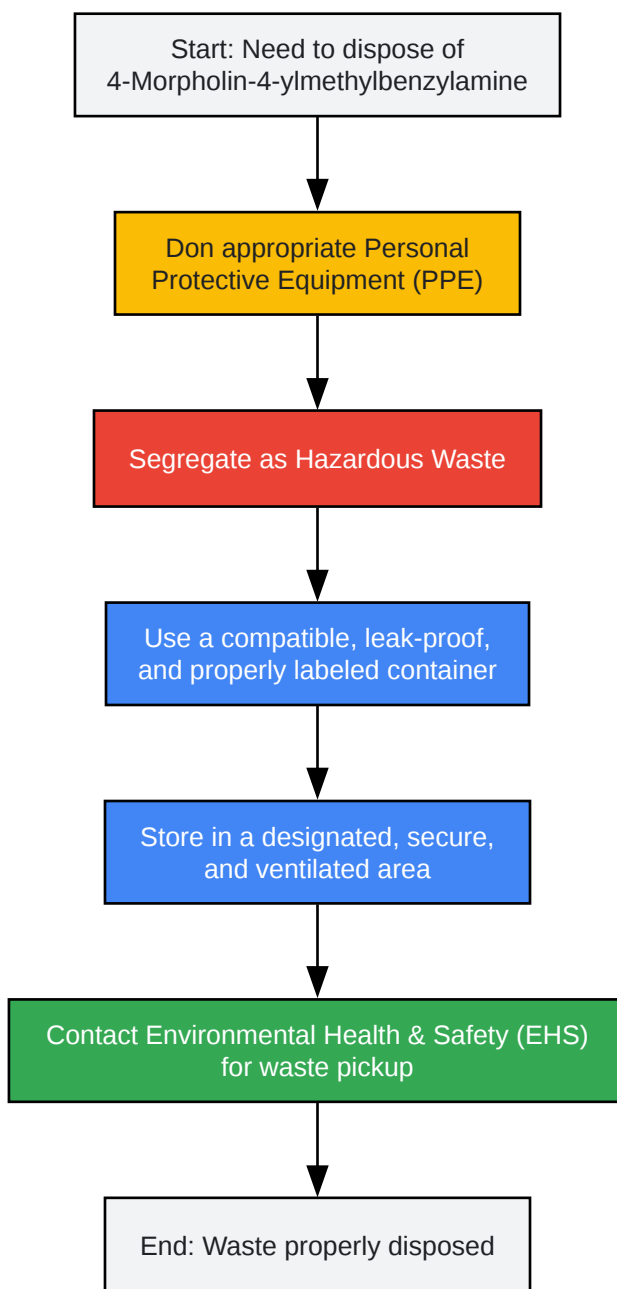 Start: Need to dispose of
4-Morpholin-4-ylmethylbenzylamine
Don appropriate Personal
Protective Equipment (PPE)
Segregate as Hazardous Waste
Use a compatible, leak-proof,
and properly labeled container
Store in a designated, secure,
and ventilated area
Contact Environmental Health & Safety (EHS)
for waste pickup
End: Waste properly disposed